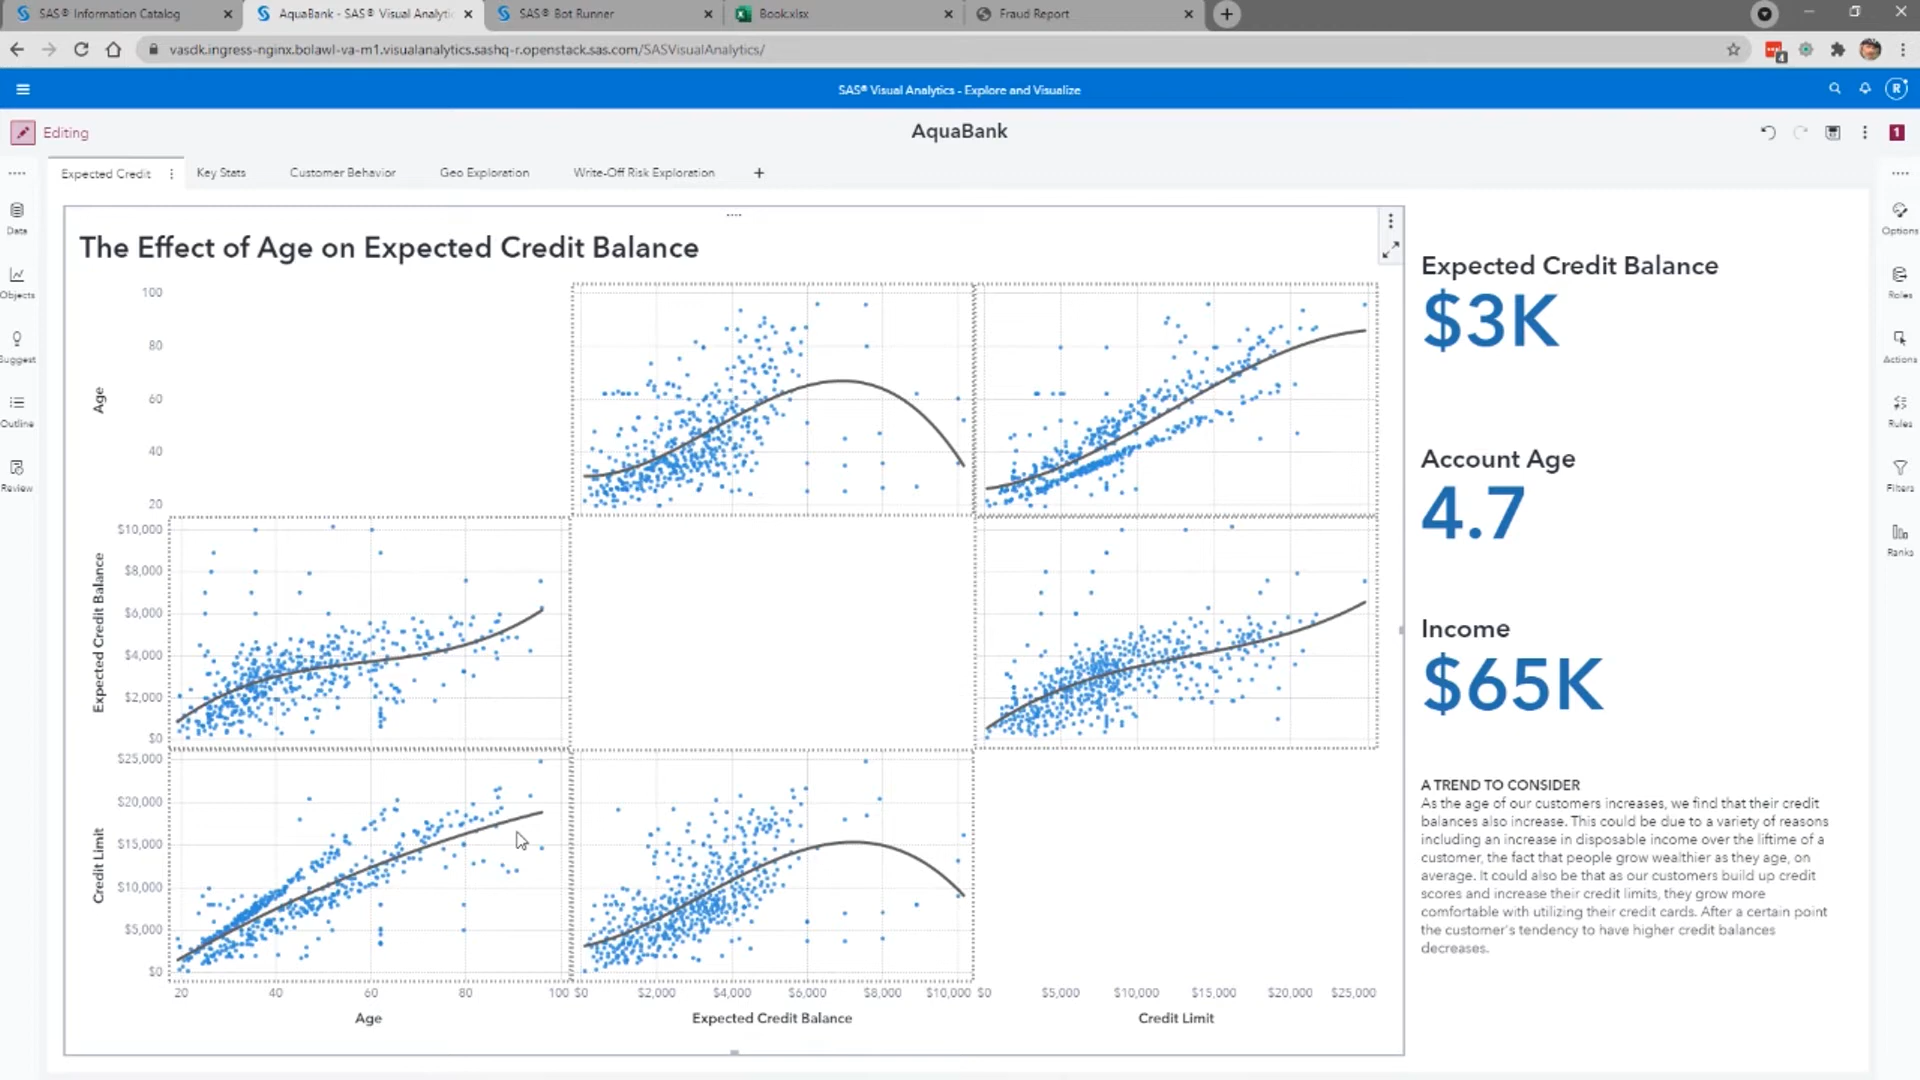 SAS® Information Catalog
AquaBank - SAS® Visual Analytic
SAS® Bot Runner
Book.xlsx
Fraud Report
vasdk.ingress-nginx.bolawl-va-m1.visualanalytics.sashq-r.openstack.sas.com/SASVisualAnalytics/
4
SAS® Visual Analytics - Explore and Visualize
R
Editing
AquaBank
1
Expected Credit
Key Stats
Customer Behavior
Geo Exploration
Write-Off Risk Exploration
Data
Objects
Suggest
Outline
Review
Options
Roles
Actions
Rules
Filters
Ranks
The Effect of Age on Expected Credit Balance
100
80
60
40
20
Age
$10,000
$8,000
$6,000
$4,000
$2,000
$0
Expected Credit Balance
$25,000
$20,000
$15,000
$10,000
$5,000
$0
Credit Limit
20 40 60 80 100
$0 $2,000 $4,000 $6,000 $8,000 $10,000
$0 $5,000 $10,000 $15,000 $20,000 $25,000
Age
Expected Credit Balance
Credit Limit
Expected Credit Balance
$3K
Account Age
4.7
Income
$65K
A TREND TO CONSIDER
As the age of our customers increases, we find that their credit
balances also increase. This could be due to a variety of reasons
including an increase in disposable income over the liftime of a
customer, the fact that people grow wealthier as they age, on
average. It could also be that as our customers build up credit
scores and increase their credit limits, they grow more
comfortable with utilizing their credit cards. After a certain point
the customer's tendency to have higher credit balances
decreases.